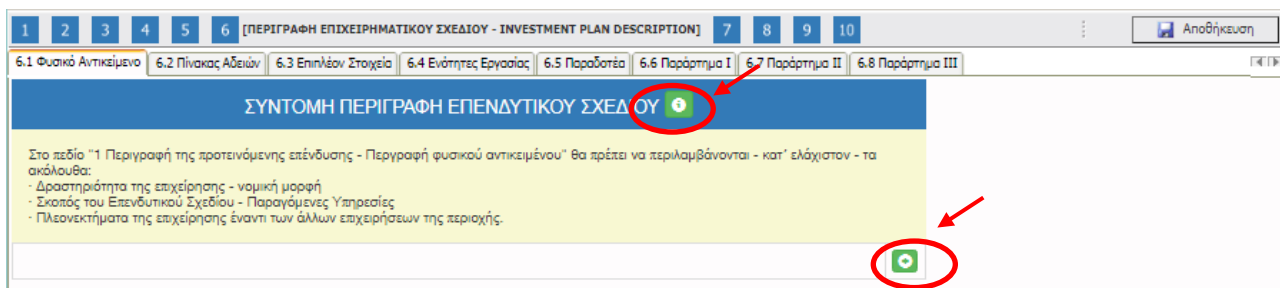 1 2 3 4 5 6 [ΠΕΡΙΓΡΑΦΗ ΕΠΙΧΕΙΡΗΜΑΤΙΚΟΥ ΣΧΕΔΙΟΥ - INVESTMENT PLAN DESCRIPTION] 7 8 9 10 Αποθήκευση
6.1 Φυσικό Αντικείμενο 6.2 Πίνακας Αδειών 6.3 Επιπλέον Στοιχεία 6.4 Ενότητες Εργασίας 6.5 Παραδοτέα 6.6 Παράρτημα I 6.7 Παράρτημα II 6.8 Παράρτημα III
ΣΥΝΤΟΜΗ ΠΕΡΙΓΡΑΦΗ ΕΠΕΝΔΥΤΙΚΟΥ ΣΧΕΔΙΟΥ
Στο πεδίο "1 Περιγραφή της προτεινόμενης επένδυσης - Περγραφή φυσικού αντικειμένου" θα πρέπει να περιλαμβάνονται - κατ' ελάχιστον - τα
ακόλουθα:
· Δραστηριότητα της επιχείρησης - νομική μορφή
· Σκοπός του Επενδυτικού Σχεδίου - Παραγόμενες Υπηρεσίες
· Πλεονεκτήματα της επιχείρησης έναντι των άλλων επιχειρήσεων της περιοχής.